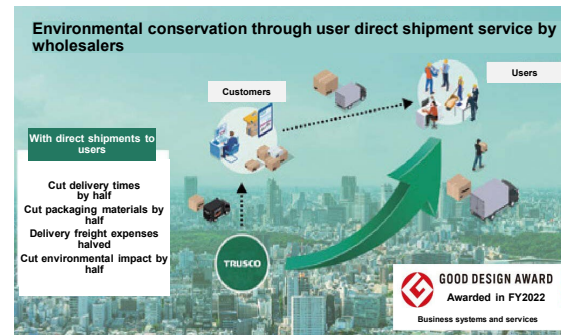 Environmental conservation through user direct shipment service by
wholesalers
Customers
Users
With direct shipments to
users
Cut delivery times
by half
Cut packaging materials by
half
Delivery freight expenses
halved
Cut environmental impact by
half
TRUSCO
GOOD DESIGN AWARD
Awarded in FY2022
Business systems and services